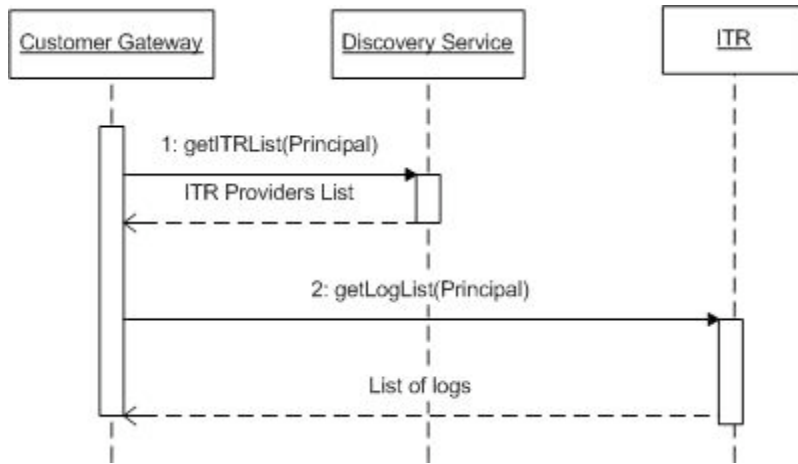 Customer Gateway
Discovery Service
ITR
1: getITRList(Principal)
ITR Providers List
2: getLogList(Principal)
List of logs